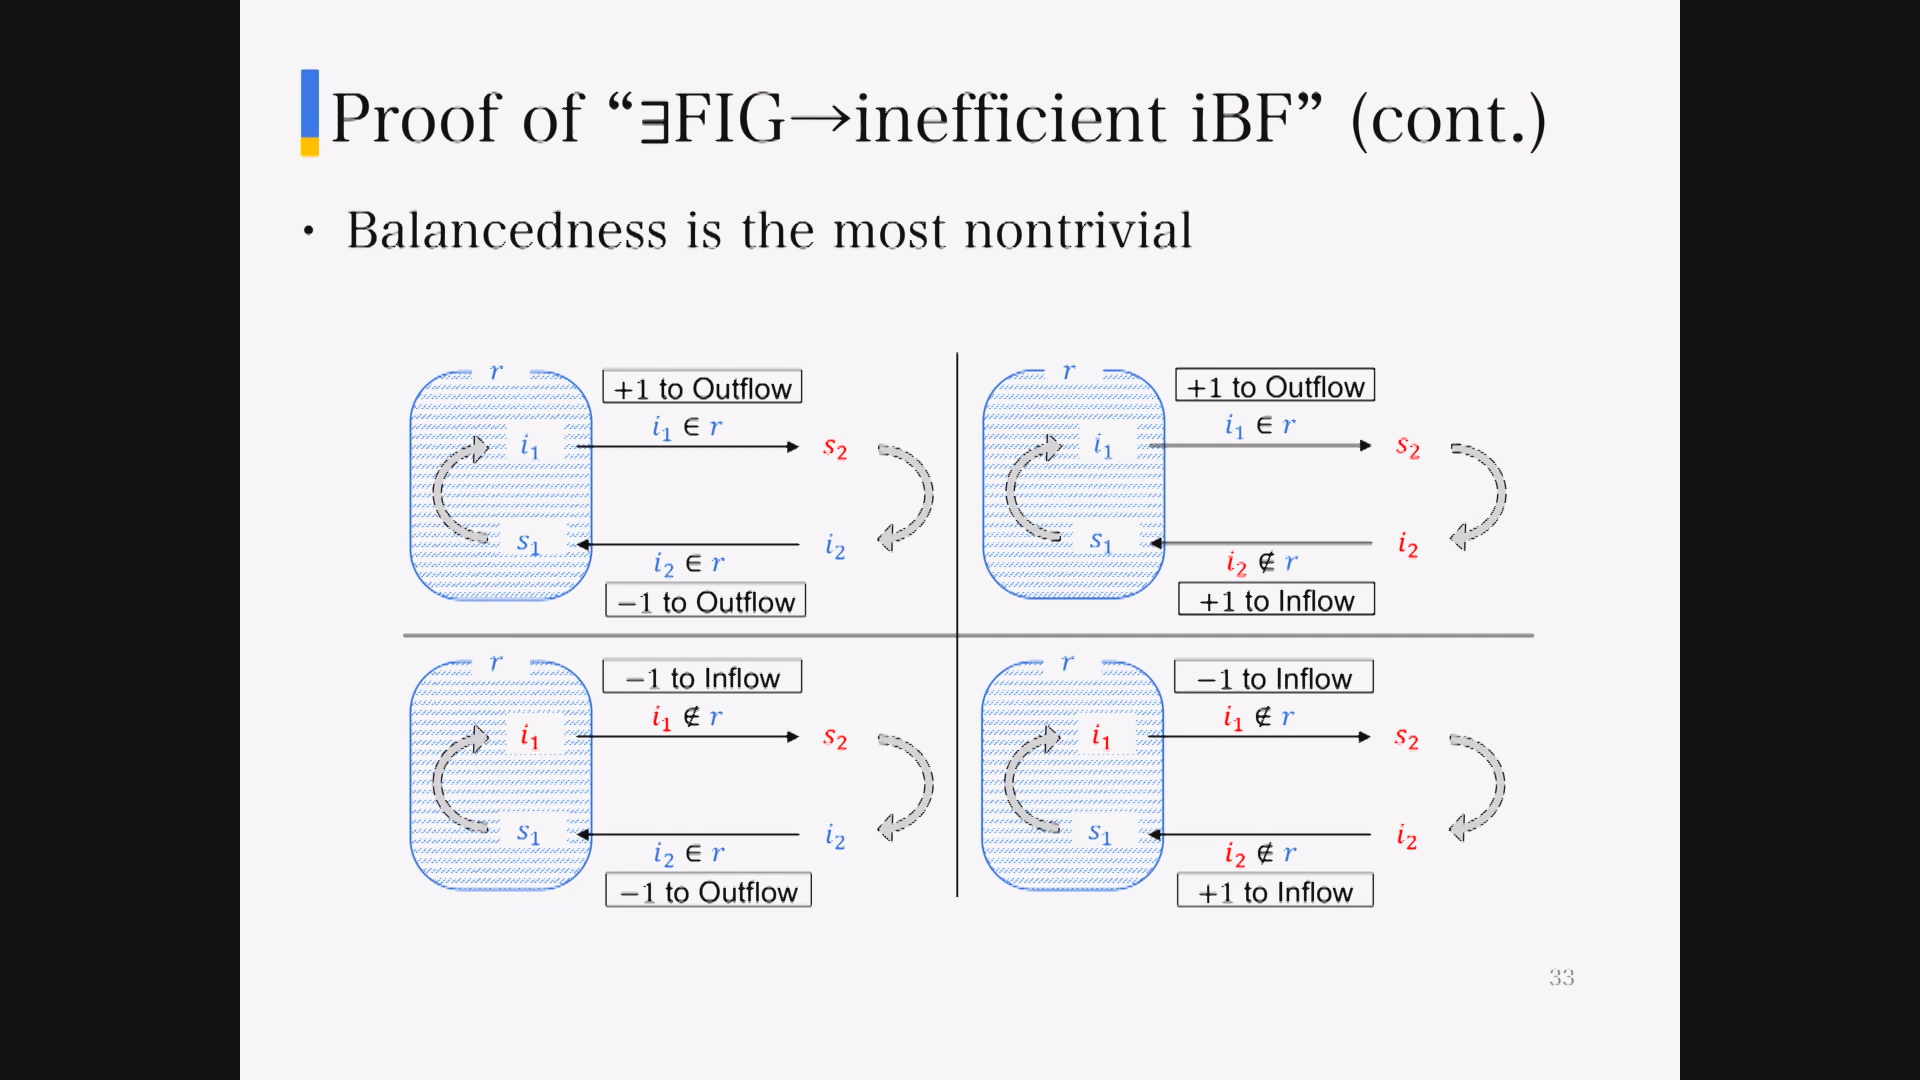 Proof of “∃FIG→inefficient iBF” (cont.)
• Balancedness is the most nontrivial
r
+1 to Outflow
i₁ ∈ r
i₁
s₂
s₁
i₂
i₂ ∈ r
−1 to Outflow
r
+1 to Outflow
i₁ ∈ r
i₁
s₂
s₁
i₂
i₂ ∉ r
+1 to Inflow
r
−1 to Inflow
i₁ ∉ r
i₁
s₂
s₁
i₂
i₂ ∈ r
−1 to Outflow
r
−1 to Inflow
i₁ ∉ r
i₁
s₂
s₁
i₂
i₂ ∉ r
+1 to Inflow
33